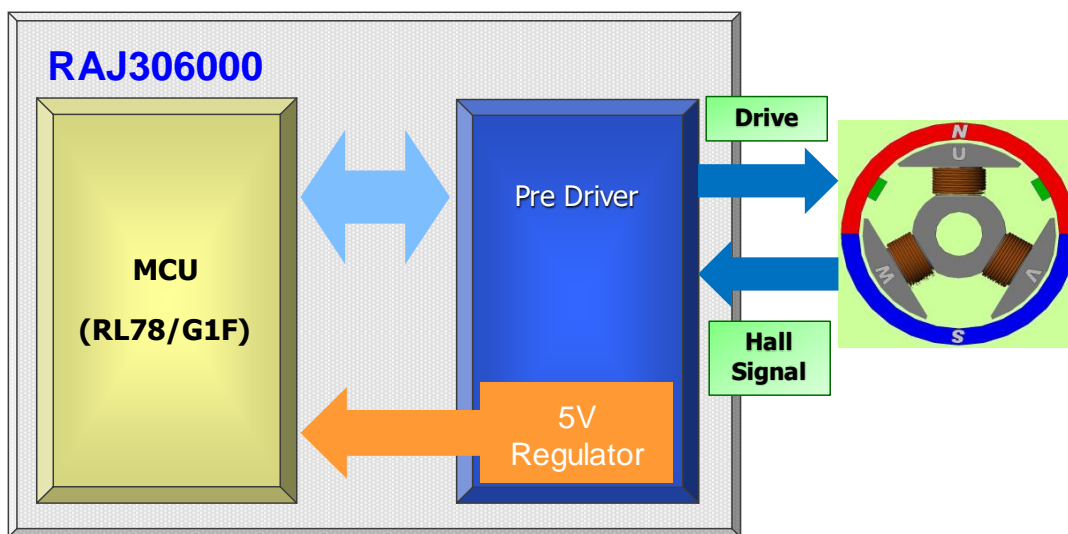 RAJ306000
MCU
(RL78/G1F)
Pre Driver
5V
Regulator
Drive
Hall
Signal
N
U
W
V
S